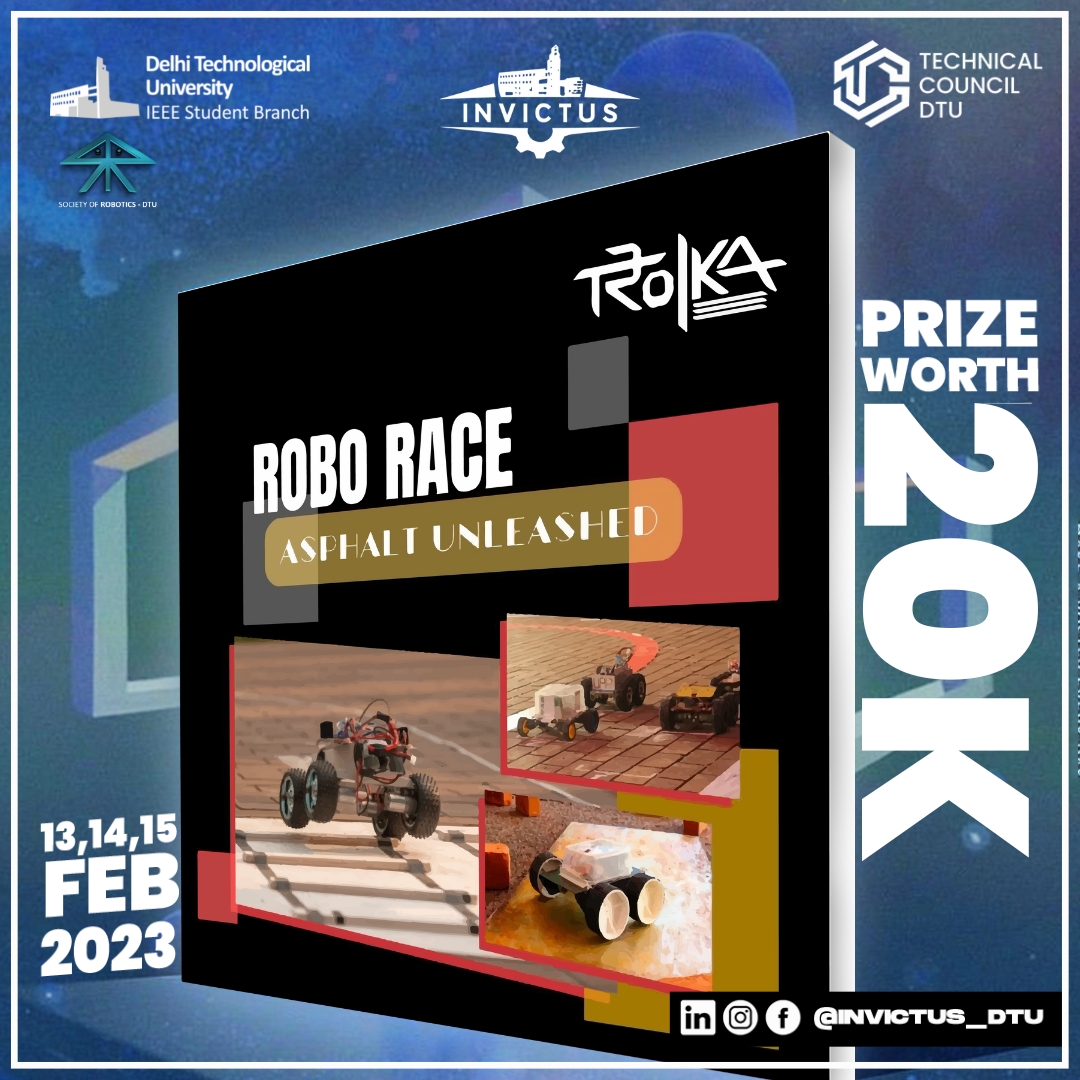 Delhi Technological
University
IEEE Student Branch
SOCIETY OF ROBOTICS - DTU
INVICTUS
TECHNICAL
COUNCIL
DTU
TROIKA
ROBO RACE
ASPHALT UNLEASHED
PRIZE
WORTH
20K
13,14,15
FEB
2023
in
@INVICTUS_DTU